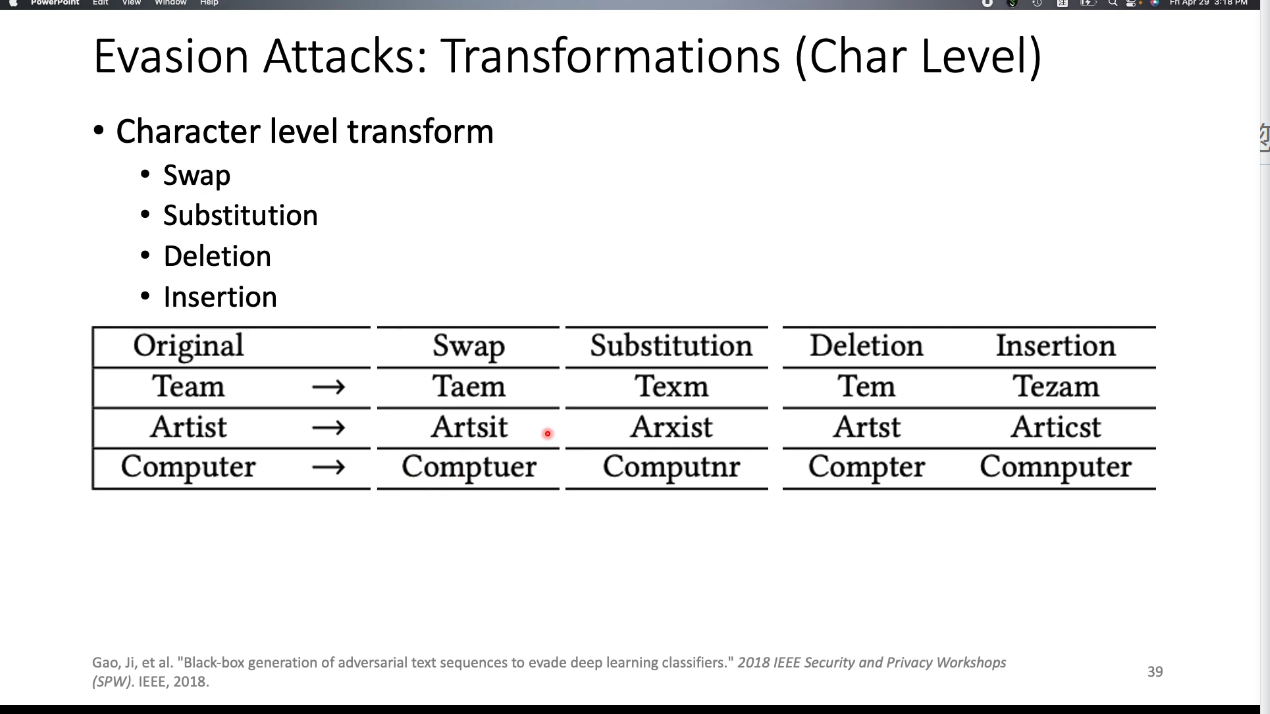 PowerPoint Edit View Window Help Fri Apr 29 3:18 PM
Evasion Attacks: Transformations (Char Level)
• Character level transform
• Swap
• Substitution
• Deletion
• Insertion
Original Swap Substitution Deletion Insertion
Team → Taem Texm Tem Tezam
Artist → Artsit Arxist Artst Articst
Computer → Comptuer Computnr Compter Comnputer
Gao, Ji, et al. "Black-box generation of adversarial text sequences to evade deep learning classifiers." 2018 IEEE Security and Privacy Workshops
(SPW). IEEE, 2018.
39